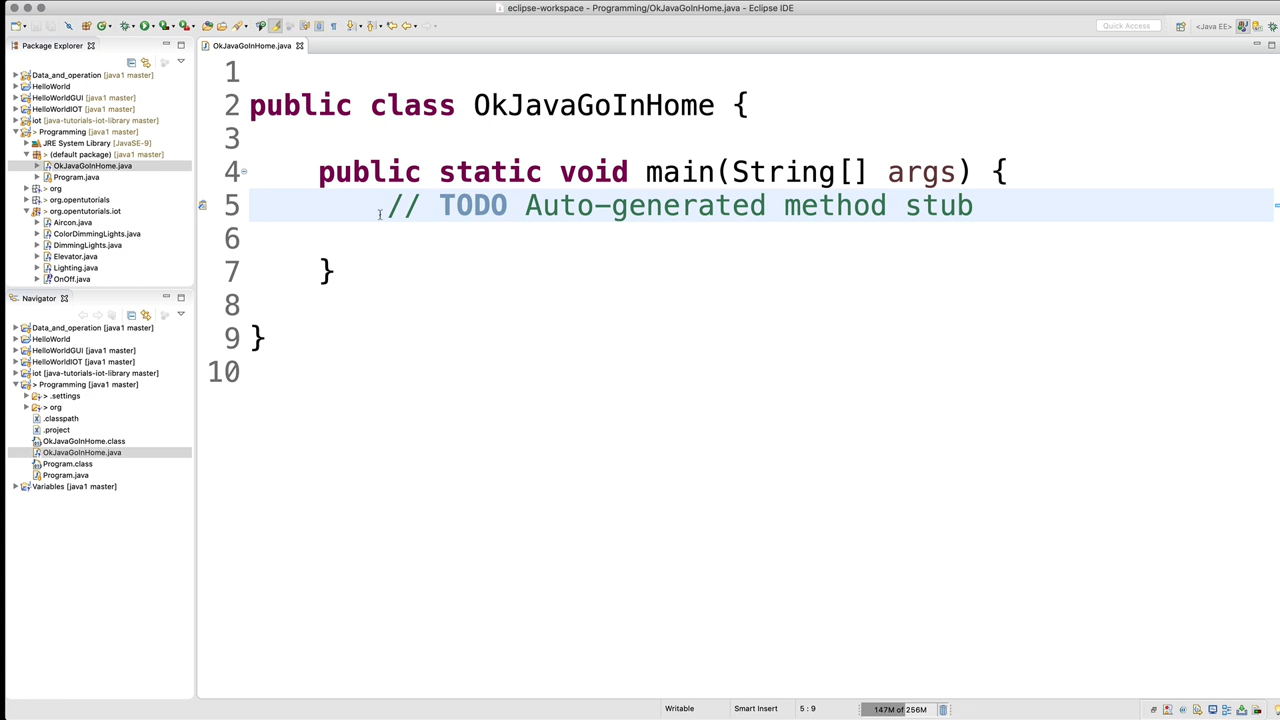 eclipse-workspace - Programming/OkJavaGoInHome.java - Eclipse IDE
Quick Access
<Java EE>
Package Explorer
Data_and_operation [java1 master]
HelloWorld
HelloWorldGUI [java1 master]
HelloWorldIOT [java1 master]
iot [java-tutorials-iot-library master]
> Programming [java1 master]
JRE System Library [JavaSE-9]
> (default package) [java1 master]
OkJavaGoInHome.java
Program.java
> org
> org.opentutorials
> org.opentutorials.iot
Aircon.java
ColorDimmingLights.java
DimmingLights.java
Elevator.java
Lighting.java
OnOff.java
Navigator
Data_and_operation [java1 master]
HelloWorld
HelloWorldGUI [java1 master]
HelloWorldIOT [java1 master]
iot [java-tutorials-iot-library master]
> Programming [java1 master]
> .settings
> org
.classpath
.project
OkJavaGoInHome.class
OkJavaGoInHome.java
Program.class
Program.java
Variables [java1 master]
OkJavaGoInHome.java
1
2 public class OkJavaGoInHome {
3
4 public static void main(String[] args) {
5 // TODO Auto-generated method stub
6
7 }
8
9 }
10
Writable
Smart Insert
5 : 9
147M of 256M